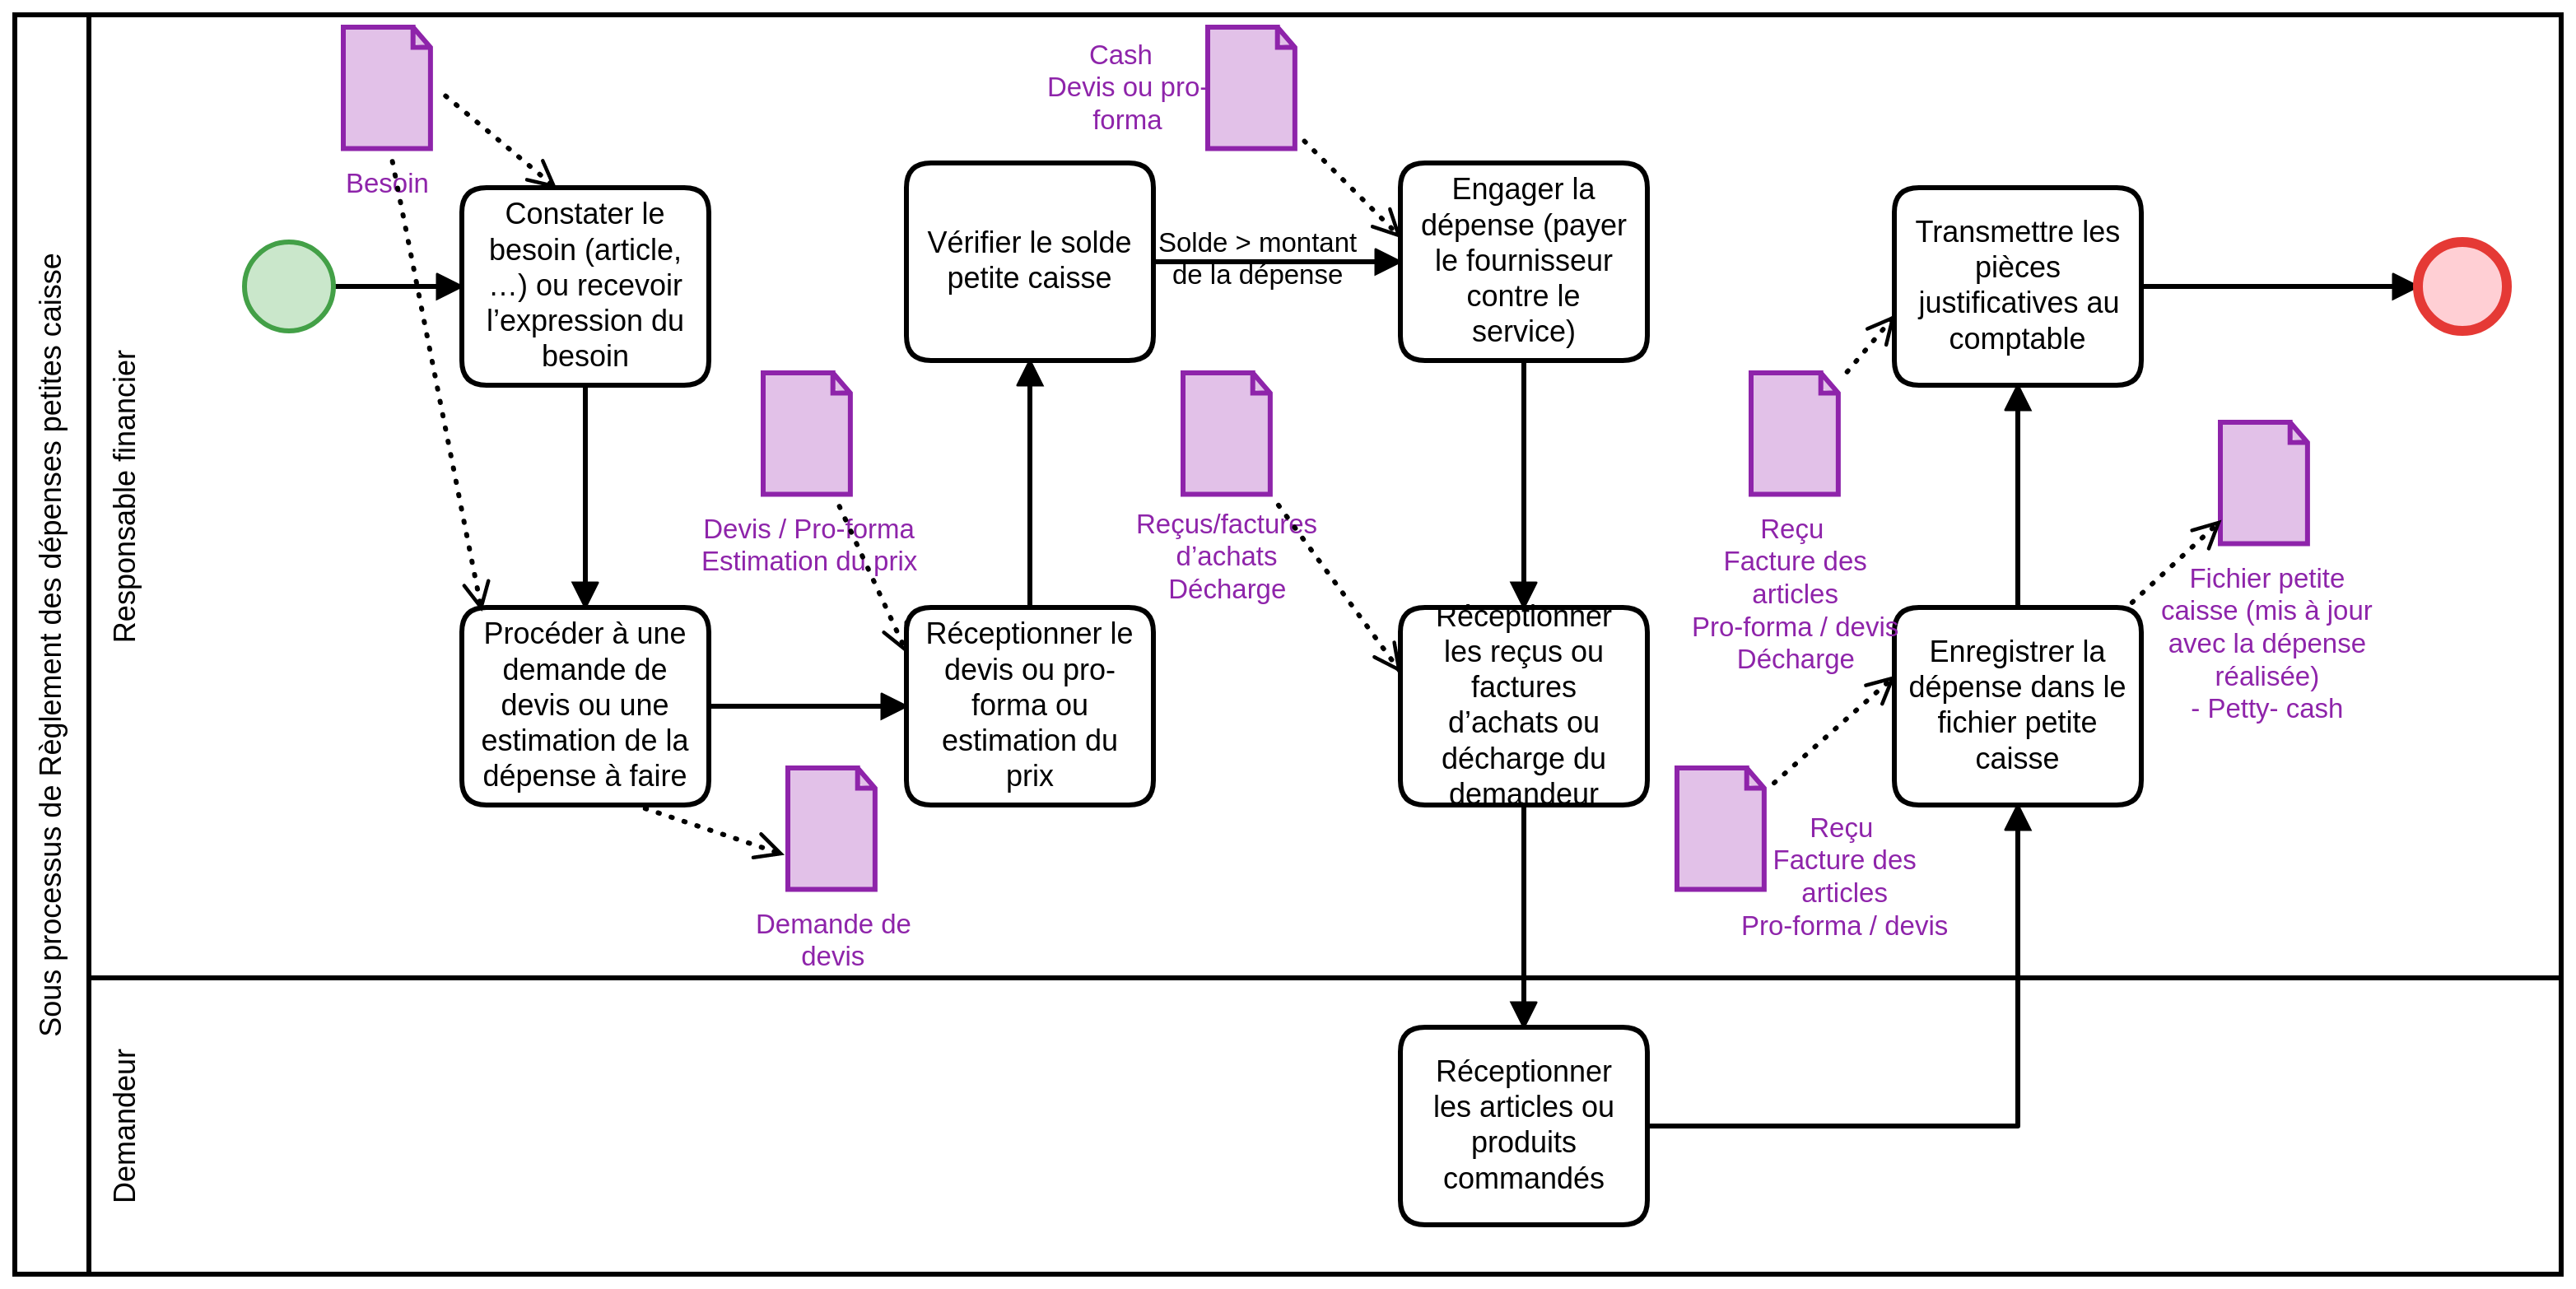 Sous processus de Règlement des dépenses petites caisse
Responsable financier
Demandeur
Besoin
Constater le
besoin (article,
…) ou recevoir
l’expression du
besoin
Procéder à une
demande de
devis ou une
estimation de la
dépense à faire
Demande de
devis
Devis / Pro-forma
Estimation du prix
Réceptionner le
devis ou pro-
forma ou
estimation du
prix
Vérifier le solde
petite caisse
Solde > montant
de la dépense
Cash
Devis ou pro-
forma
Engager la
dépense (payer
le fournisseur
contre le
service)
Reçus/factures
d’achats
Décharge
Réceptionner
les reçus ou
factures
d’achats ou
décharge du
demandeur
Réceptionner
les articles ou
produits
commandés
Reçu
Facture des
articles
Pro-forma / devis
Enregistrer la
dépense dans le
fichier petite
caisse
Fichier petite
caisse (mis à jour
avec la dépense
réalisée)
- Petty- cash
Reçu
Facture des
articles
Pro-forma / devis
Décharge
Transmettre les
pièces
justificatives au
comptable